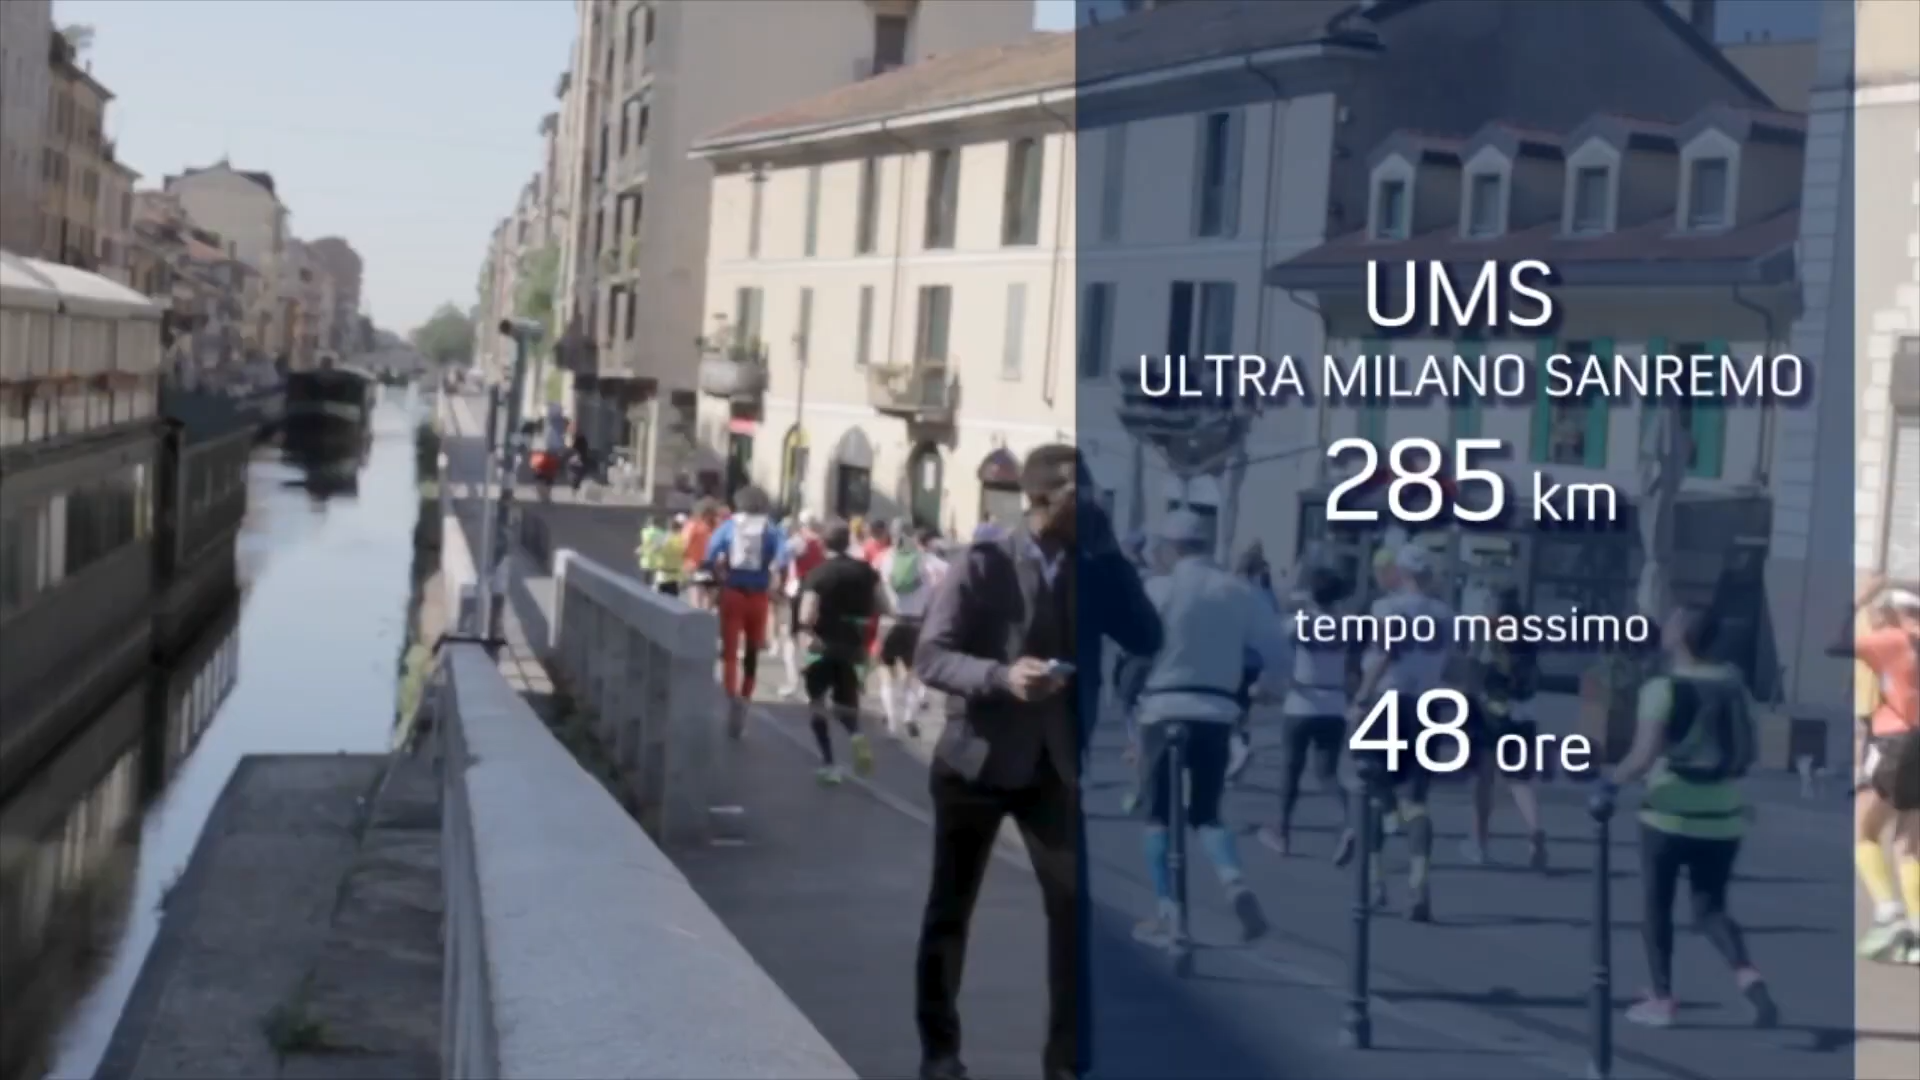 UMS
ULTRA MILANO SANREMO
285 km
tempo massimo
48 ore